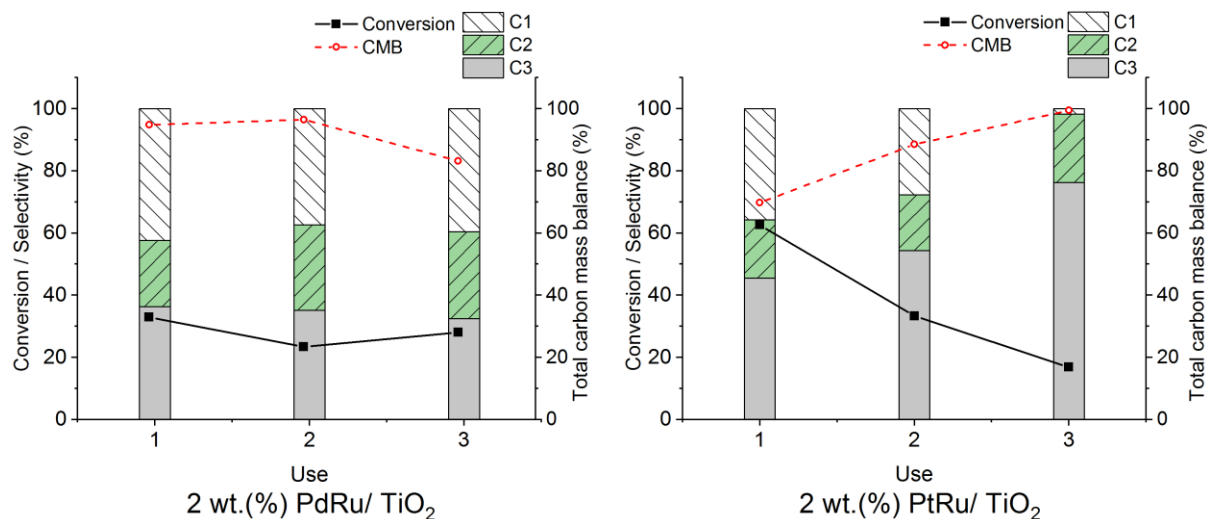 Conversion
CMB
C1
C2
C3
Conversion / Selectivity (%)
100
80
60
40
20
0
100
80
60
40
20
0
Total carbon mass balance (%)
1 2 3
Use
2 wt.(%) PdRu/ TiO₂
Conversion
CMB
C1
C2
C3
Conversion / Selectivity (%)
100
80
60
40
20
0
100
80
60
40
20
0
Total carbon mass balance (%)
1 2 3
Use
2 wt.(%) PtRu/ TiO₂